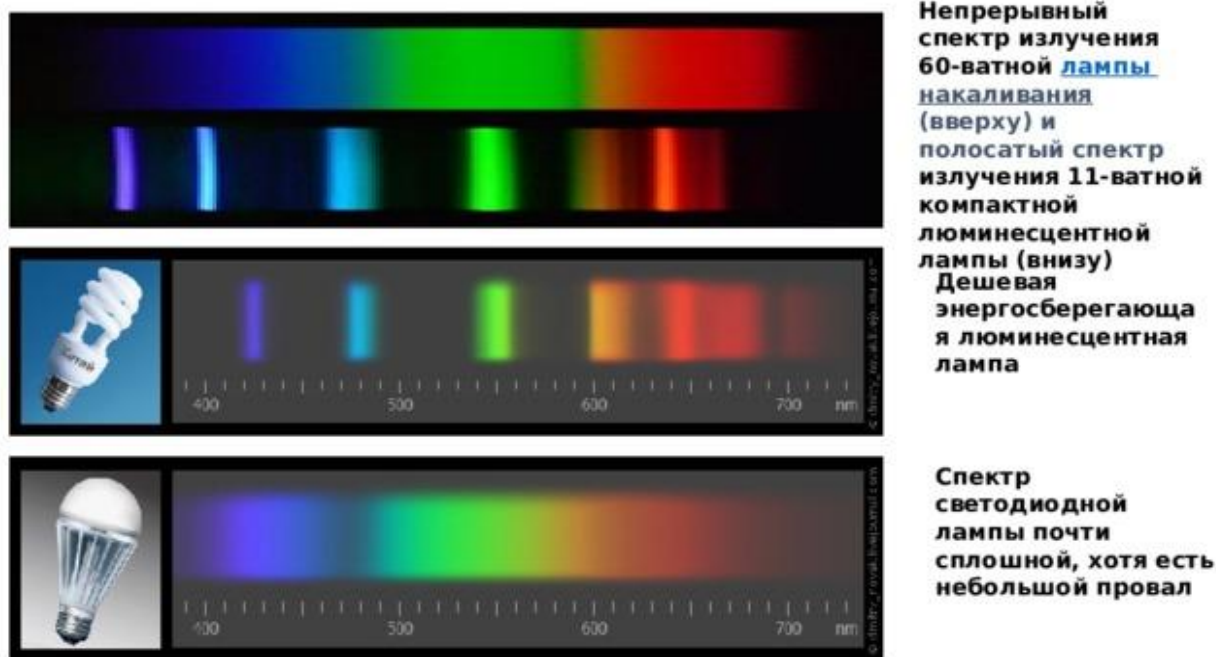 Непрерывный
спектр излучения
60-ватной лампы
накаливания
(вверху) и
полосатый спектр
излучения 11-ватной
компактной
люминесцентной
лампы (внизу)
Дешевая
энергосберегающа
я люминесцентная
лампа
400 500 600 700 nm
Спектр
светодиодной
лампы почти
сплошной, хотя есть
небольшой провал
400 500 600 700 nm